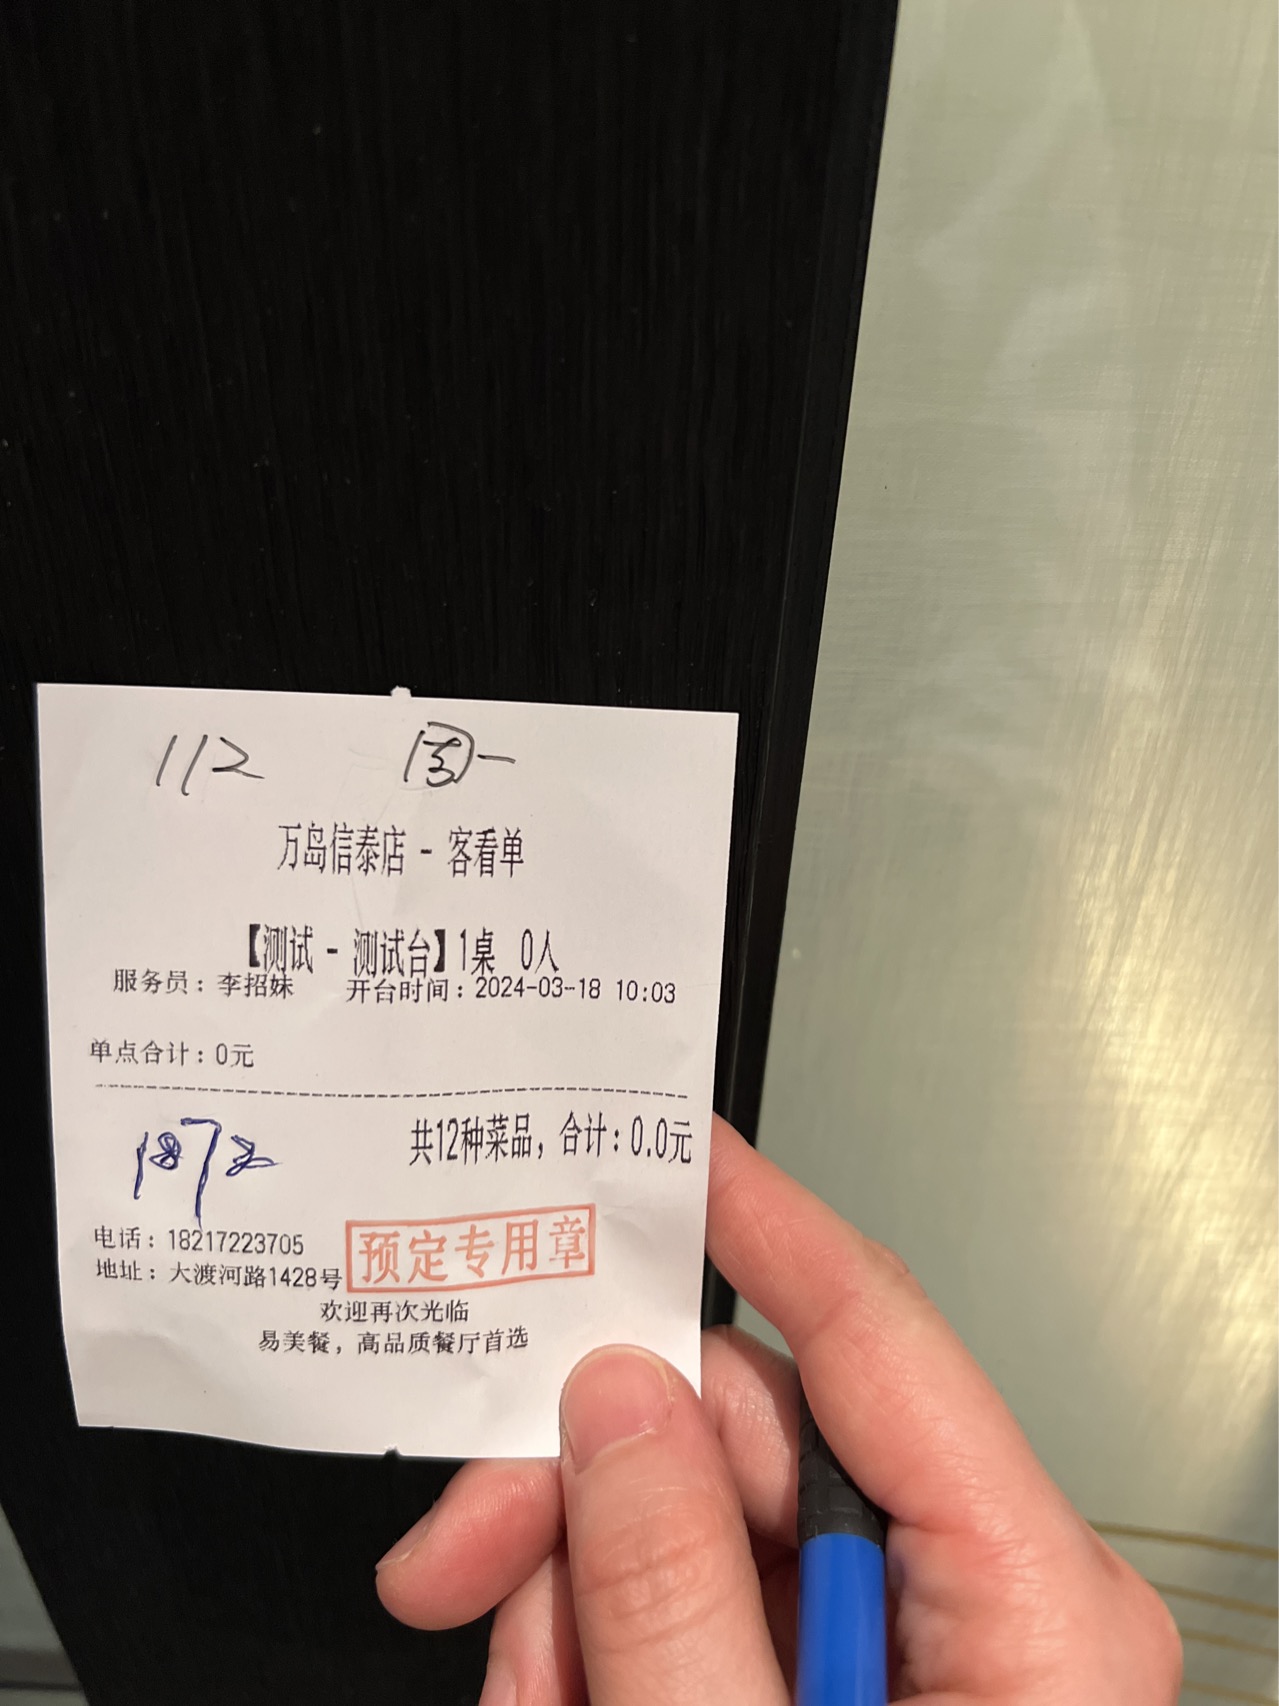 112 周一
万岛信泰店 - 客看单
【测试 - 测试台】1桌 0人
服务员：李招妹 开台时间：2024-03-18 10:03
单点合计：0元
共12种菜品，合计：0.0元
1872
电话：18217223705
地址：大渡河路1428号
预定专用章
欢迎再次光临
易美餐，高品质餐厅首选